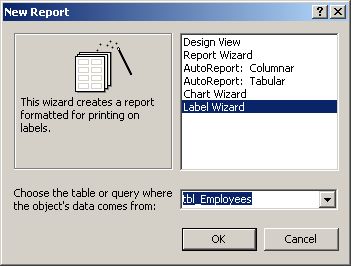 New Report
This wizard creates a report
formatted for printing on
labels.
Design View
Report Wizard
AutoReport: Columnar
AutoReport: Tabular
Chart Wizard
Label Wizard
Choose the table or query where
the object's data comes from:
tbl_Employees
OK
Cancel